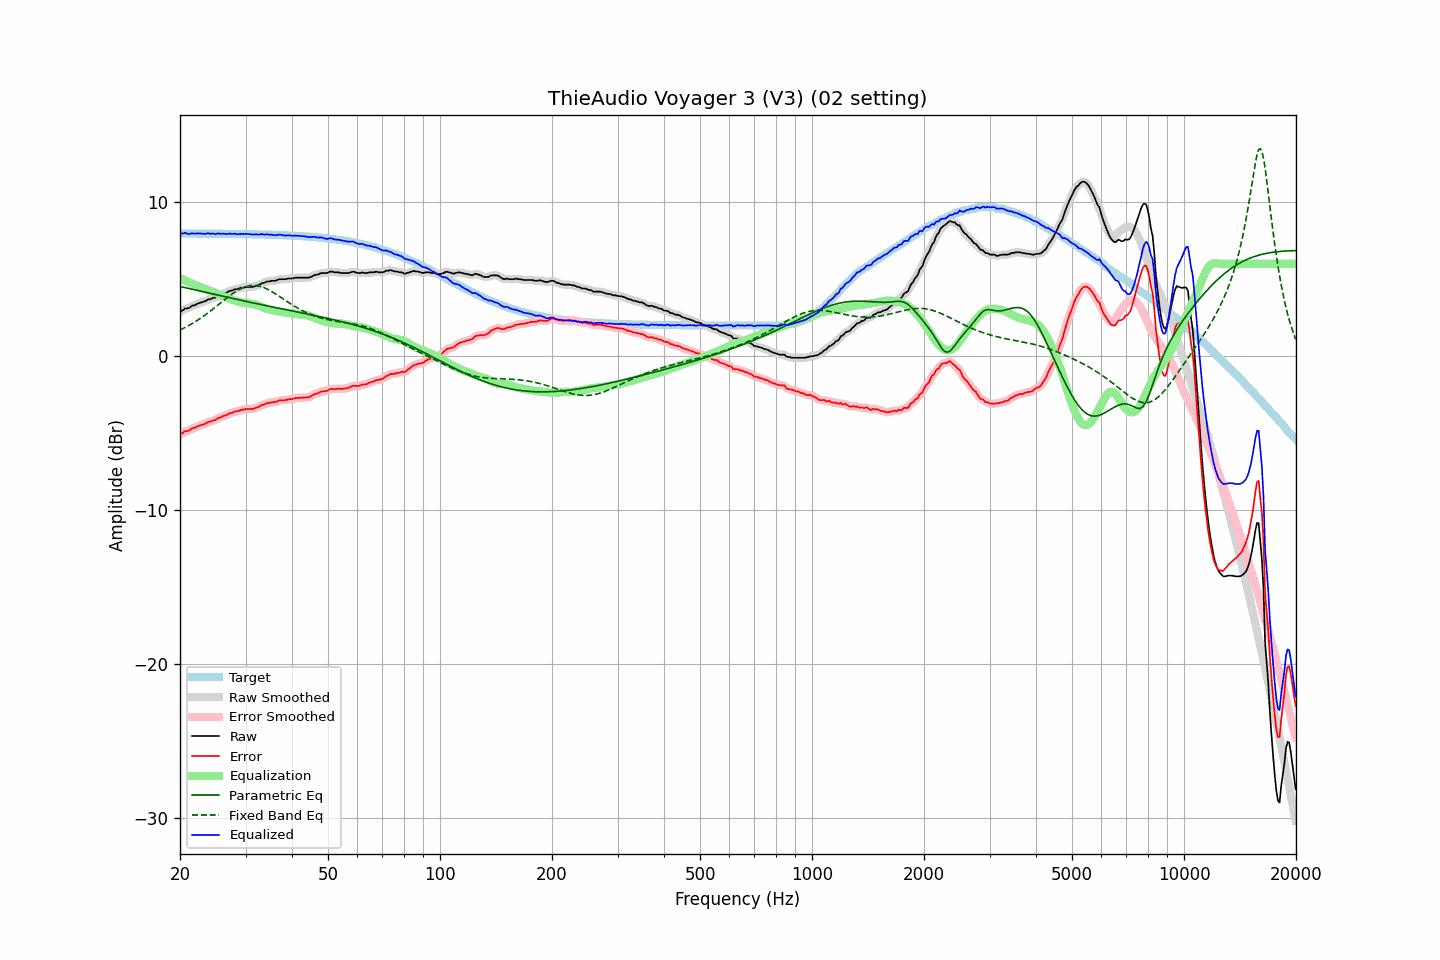 ThieAudio Voyager 3 (V3) (02 setting)
Amplitude (dBr)
10
0
−10
−20
−30
Target
Raw Smoothed
Error Smoothed
Raw
Error
Equalization
Parametric Eq
Fixed Band Eq
Equalized
20 50 100 200 500 1000 2000 5000 10000 20000
Frequency (Hz)